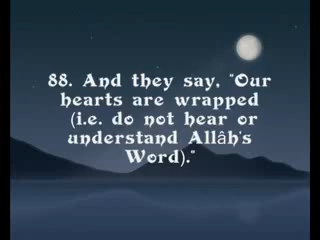 88. And they say, "Our
hearts are wrapped
(i.e. do not hear or
understand Allâh's
Word)."